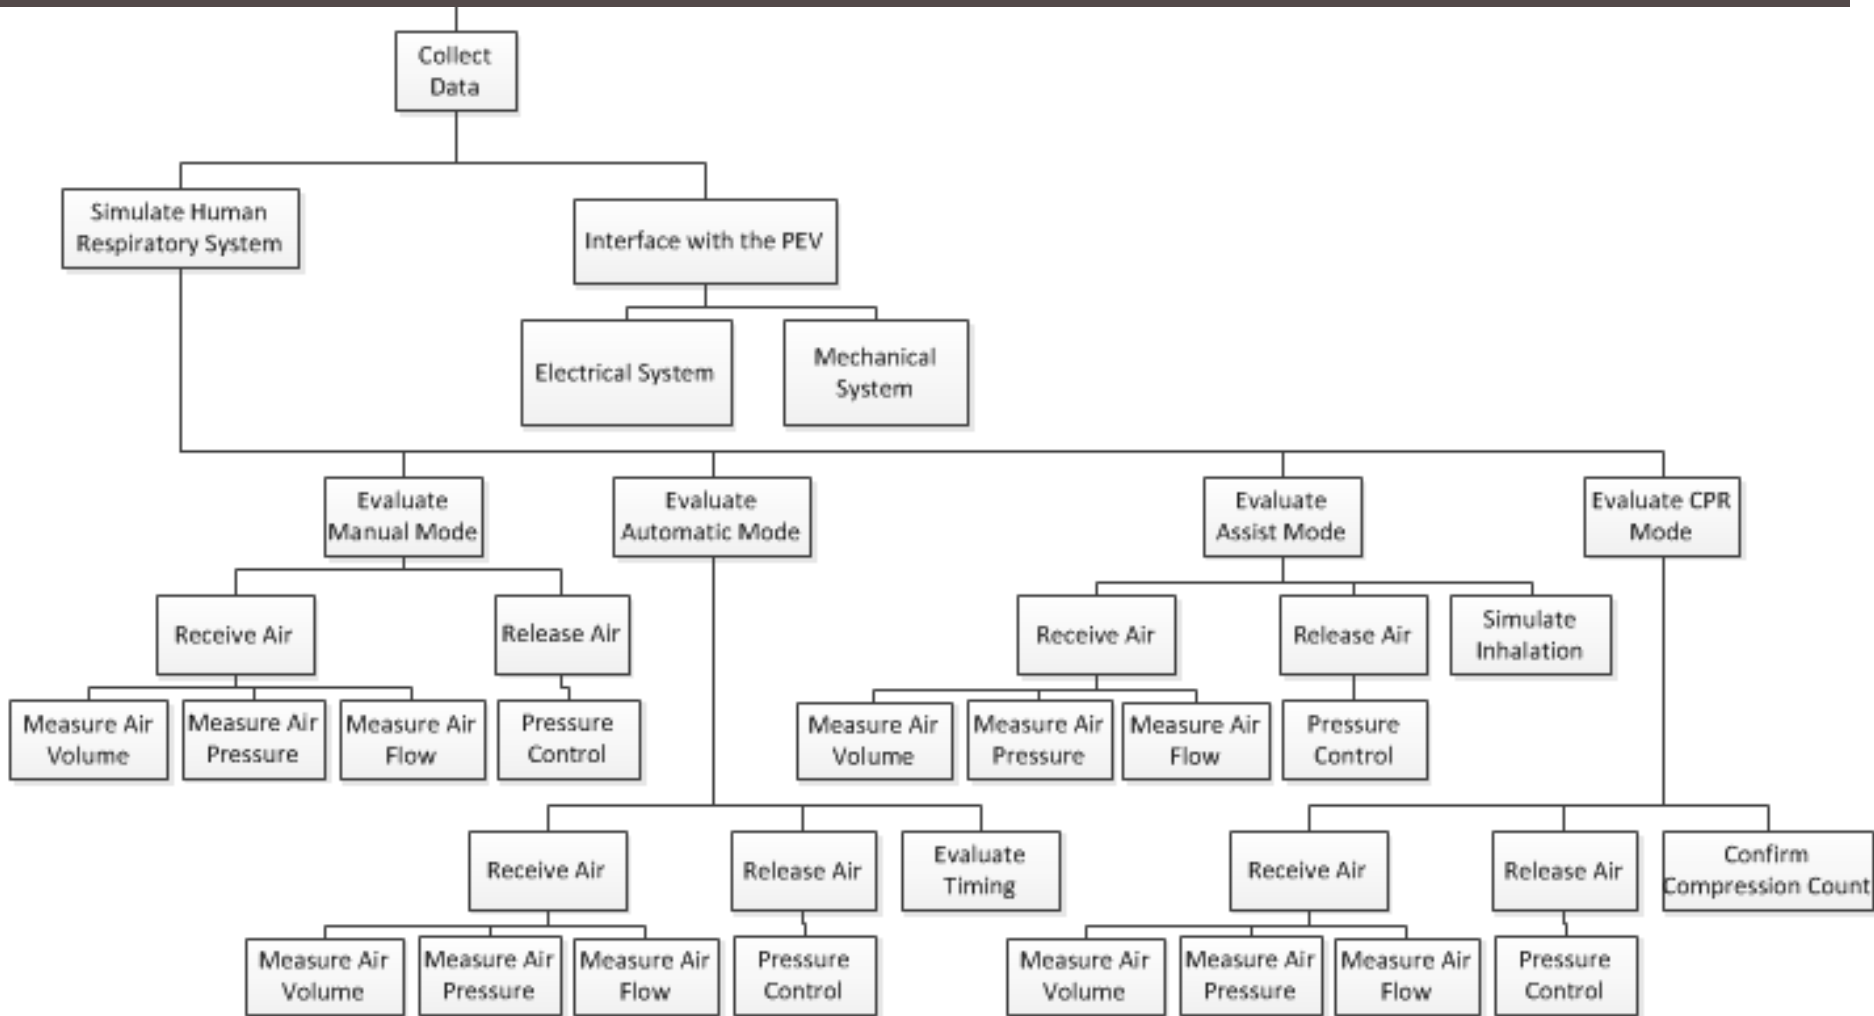 Collect
Data
Simulate Human
Respiratory System
Interface with the PEV
Electrical System
Mechanical
System
Evaluate
Manual Mode
Evaluate
Automatic Mode
Evaluate
Assist Mode
Evaluate CPR
Mode
Receive Air
Release Air
Receive Air
Release Air
Simulate
Inhalation
Measure Air
Volume
Measure Air
Pressure
Measure Air
Flow
Pressure
Control
Measure Air
Volume
Measure Air
Pressure
Measure Air
Flow
Pressure
Control
Receive Air
Release Air
Evaluate
Timing
Receive Air
Release Air
Confirm
Compression Count
Measure Air
Volume
Measure Air
Pressure
Measure Air
Flow
Pressure
Control
Measure Air
Volume
Measure Air
Pressure
Measure Air
Flow
Pressure
Control